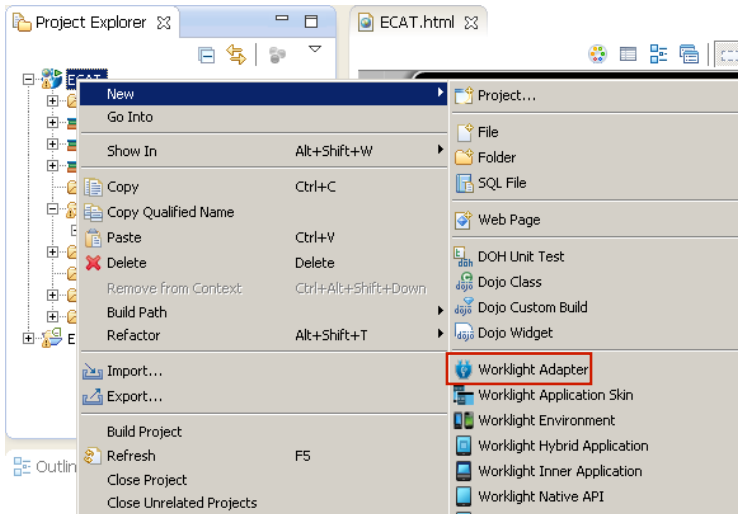 Project Explorer
ECAT.html
ECAT
New
Go Into
Show In Alt+Shift+W
Copy Ctrl+C
Copy Qualified Name
Paste Ctrl+V
Delete Delete
Remove from Context Ctrl+Alt+Shift+Down
Build Path
Refactor Alt+Shift+T
Import...
Export...
Build Project
Refresh F5
Close Project
Close Unrelated Projects
Project...
File
Folder
SQL File
Web Page
DOH Unit Test
Dojo Class
Dojo Custom Build
Dojo Widget
Worklight Adapter
Worklight Application Skin
Worklight Environment
Worklight Hybrid Application
Worklight Inner Application
Worklight Native API
E
Outlin